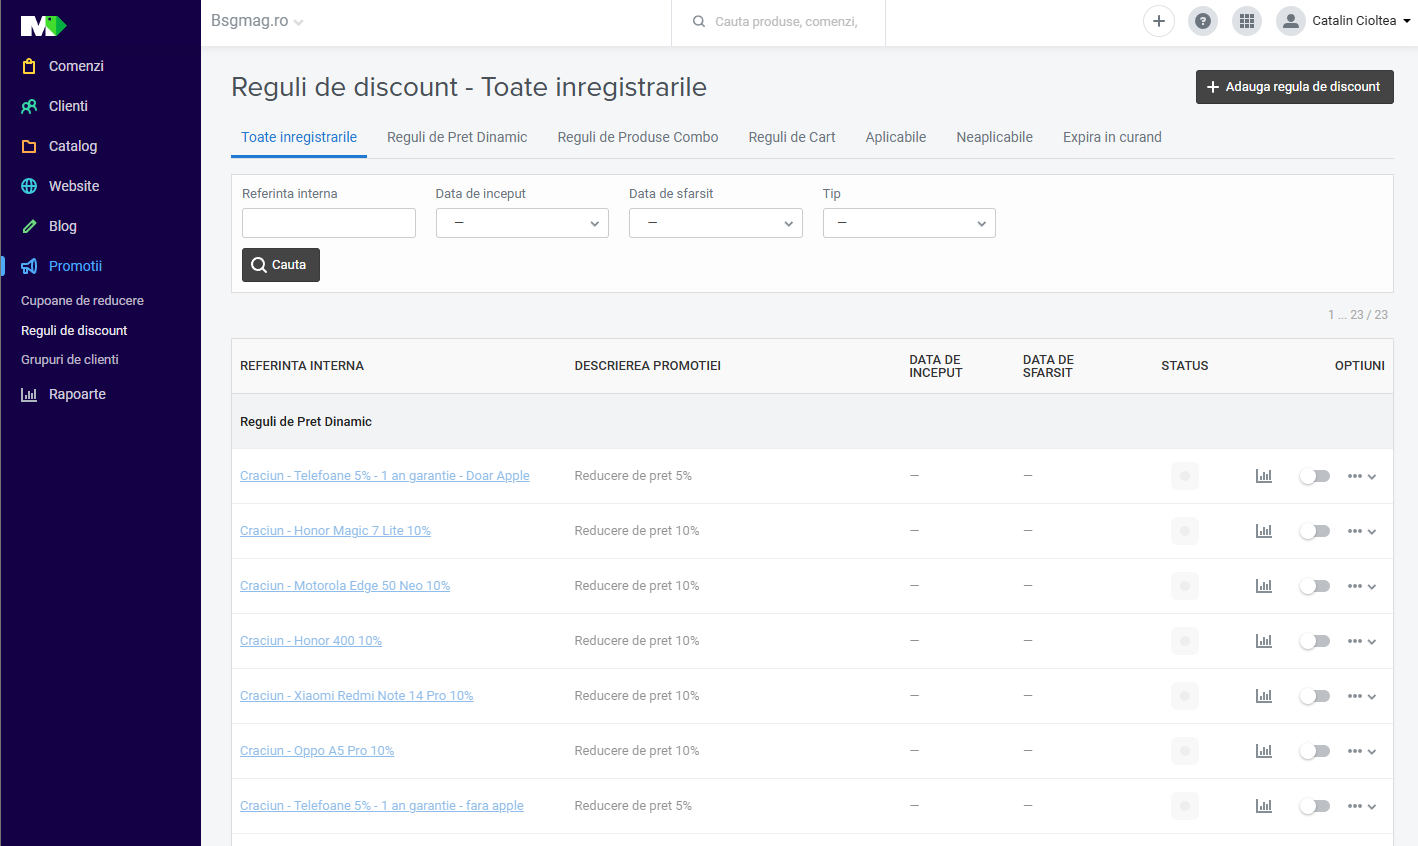 Bsgmag.ro
Cauta produse, comenzi,
Catalin Cioltea
Comenzi
Clienti
Catalog
Website
Blog
Promotii
Cupoane de reducere
Reguli de discount
Grupuri de clienti
Rapoarte
Reguli de discount - Toate inregistrarile
Adauga regula de discount
Toate inregistrarile Reguli de Pret Dinamic Reguli de Produse Combo Reguli de Cart Aplicabile Neaplicabile Expira in curand
Referinta interna Data de inceput Data de sfarsit Tip
— — —
Cauta
1 ... 23 / 23
REFERINTA INTERNA DESCRIEREA PROMOTIEI DATA DE INCEPUT DATA DE SFARSIT STATUS OPTIUNI
Reguli de Pret Dinamic
Craciun - Telefoane 5% - 1 an garantie - Doar Apple Reducere de pret 5% — —
Craciun - Honor Magic 7 Lite 10% Reducere de pret 10% — —
Craciun - Motorola Edge 50 Neo 10% Reducere de pret 10% — —
Craciun - Honor 400 10% Reducere de pret 10% — —
Craciun - Xiaomi Redmi Note 14 Pro 10% Reducere de pret 10% — —
Craciun - Oppo A5 Pro 10% Reducere de pret 10% — —
Craciun - Telefoane 5% - 1 an garantie - fara apple Reducere de pret 5% — —